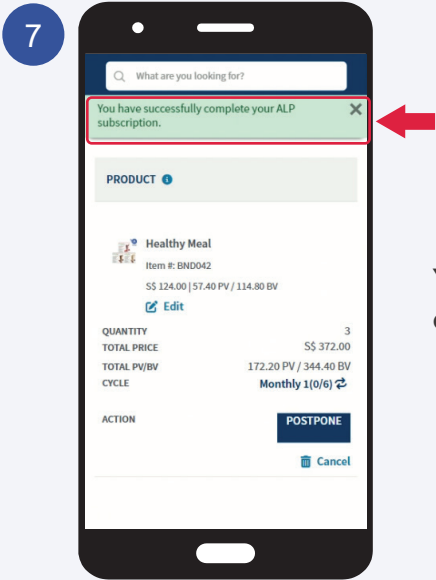 7
What are you looking for?
You have successfully complete your ALP
subscription.
PRODUCT
Healthy Meal
Item #: BND042
S$ 124.00 | 57.40 PV / 114.80 BV
Edit
QUANTITY 3
TOTAL PRICE S$ 372.00
TOTAL PV/BV 172.20 PV / 344.40 BV
CYCLE Monthly 1(0/6)
ACTION POSTPONE
Cancel